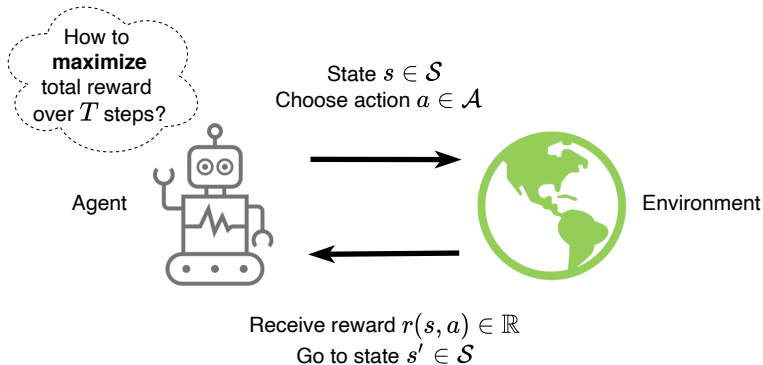 How to
maximize
total reward
over T steps?
State s ∈ 𝒮
Choose action a ∈ 𝒜
Agent
Environment
Receive reward r(s, a) ∈ ℝ
Go to state s′ ∈ 𝒮